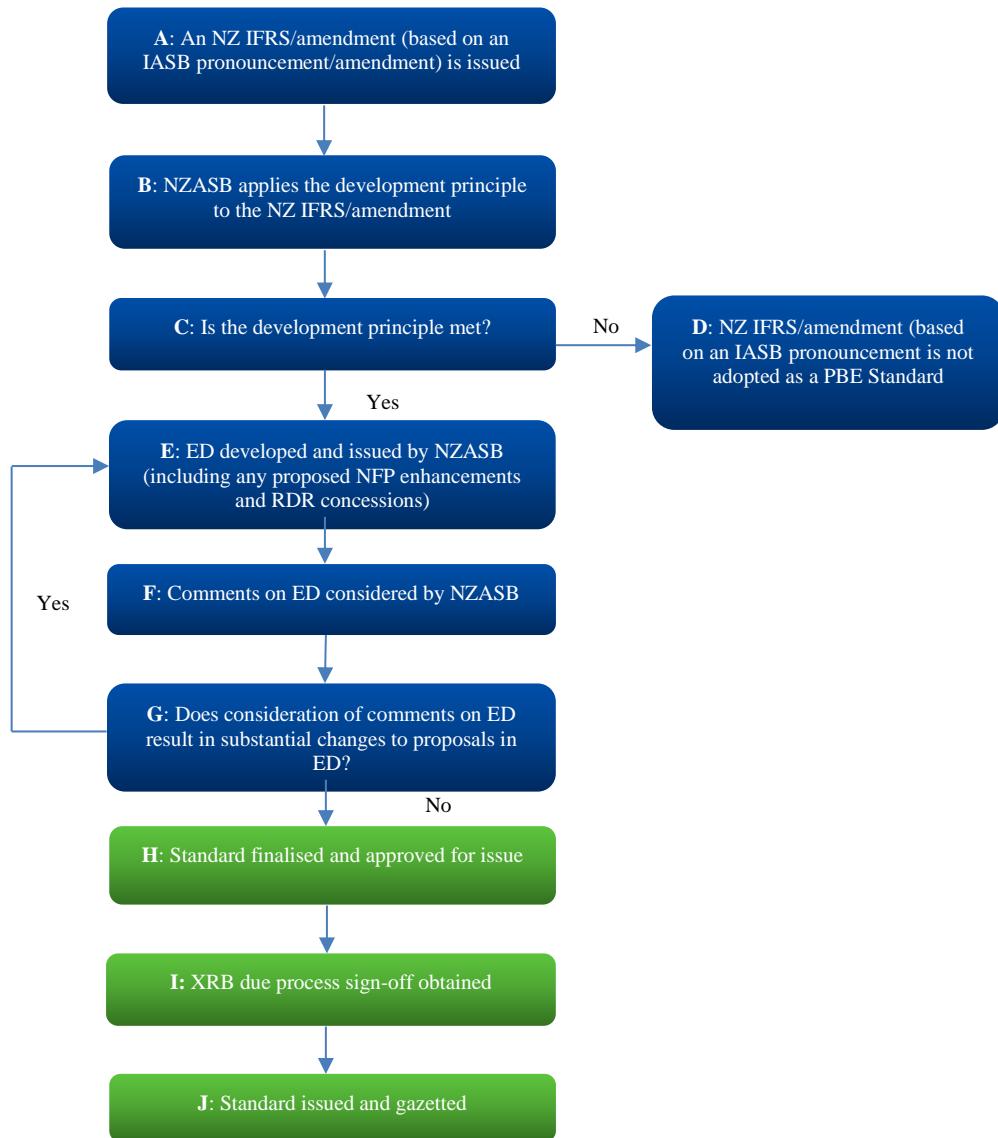 A: An NZ IFRS/amendment (based on an
IASB pronouncement/amendment) is issued
B: NZASB applies the development principle
to the NZ IFRS/amendment
C: Is the development principle met?
No
D: NZ IFRS/amendment (based
on an IASB pronouncement is not
adopted as a PBE Standard
Yes
E: ED developed and issued by NZASB
(including any proposed NFP enhancements
and RDR concessions)
F: Comments on ED considered by NZASB
Yes
G: Does consideration of comments on ED
result in substantial changes to proposals in
ED?
No
H: Standard finalised and approved for issue
I: XRB due process sign-off obtained
J: Standard issued and gazetted